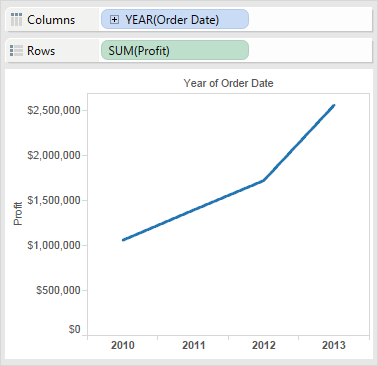 Columns YEAR(Order Date)
Rows SUM(Profit)
Year of Order Date
$2,500,000
$2,000,000
$1,500,000
Profit
$1,000,000
$500,000
$0
2010 2011 2012 2013